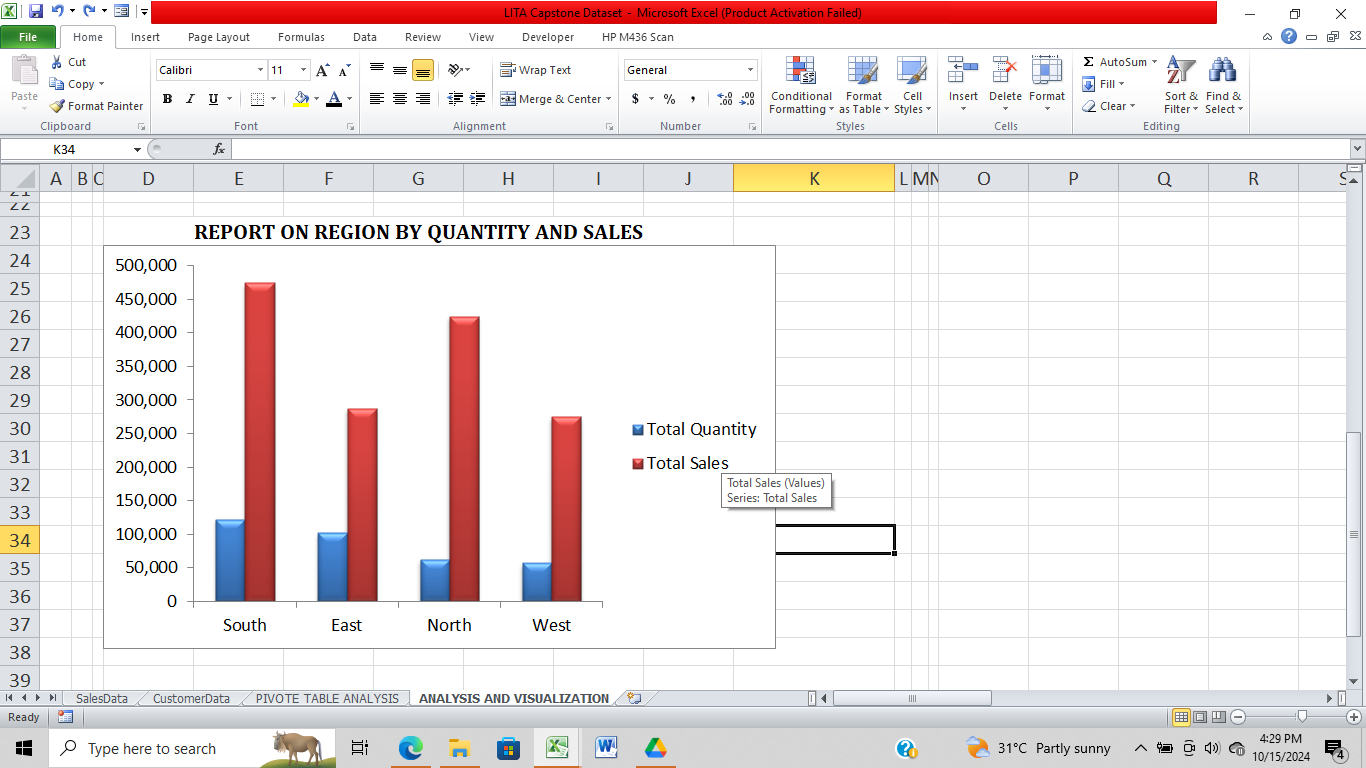 LITA Capstone Dataset - Microsoft Excel (Product Activation Failed)
File Home Insert Page Layout Formulas Data Review View Developer HP M436 Scan
Paste
Cut
Copy
Format Painter
Clipboard
Calibri 11
B I U
Font
Wrap Text
Merge & Center
Alignment
General
$ % ,
Number
Conditional Formatting
Format as Table
Cell Styles
Styles
Insert Delete Format
Cells
Σ AutoSum
Fill
Clear
Sort & Filter
Find & Select
Editing
K34 fx
A B C D E F G H I J K L M N O P Q R S
21
22
23 REPORT ON REGION BY QUANTITY AND SALES
24
25
26
27
28
29
30
31
32
33
34
35
36
37
38
39
500,000
450,000
400,000
350,000
300,000
250,000
200,000
150,000
100,000
50,000
0
South East North West
Total Quantity
Total Sales
Total Sales (Values)
Series: Total Sales
SalesData CustomerData PIVOTE TABLE ANALYSIS ANALYSIS AND VISUALIZATION
Ready
Type here to search
31°C Partly sunny
4:29 PM
10/15/2024
4